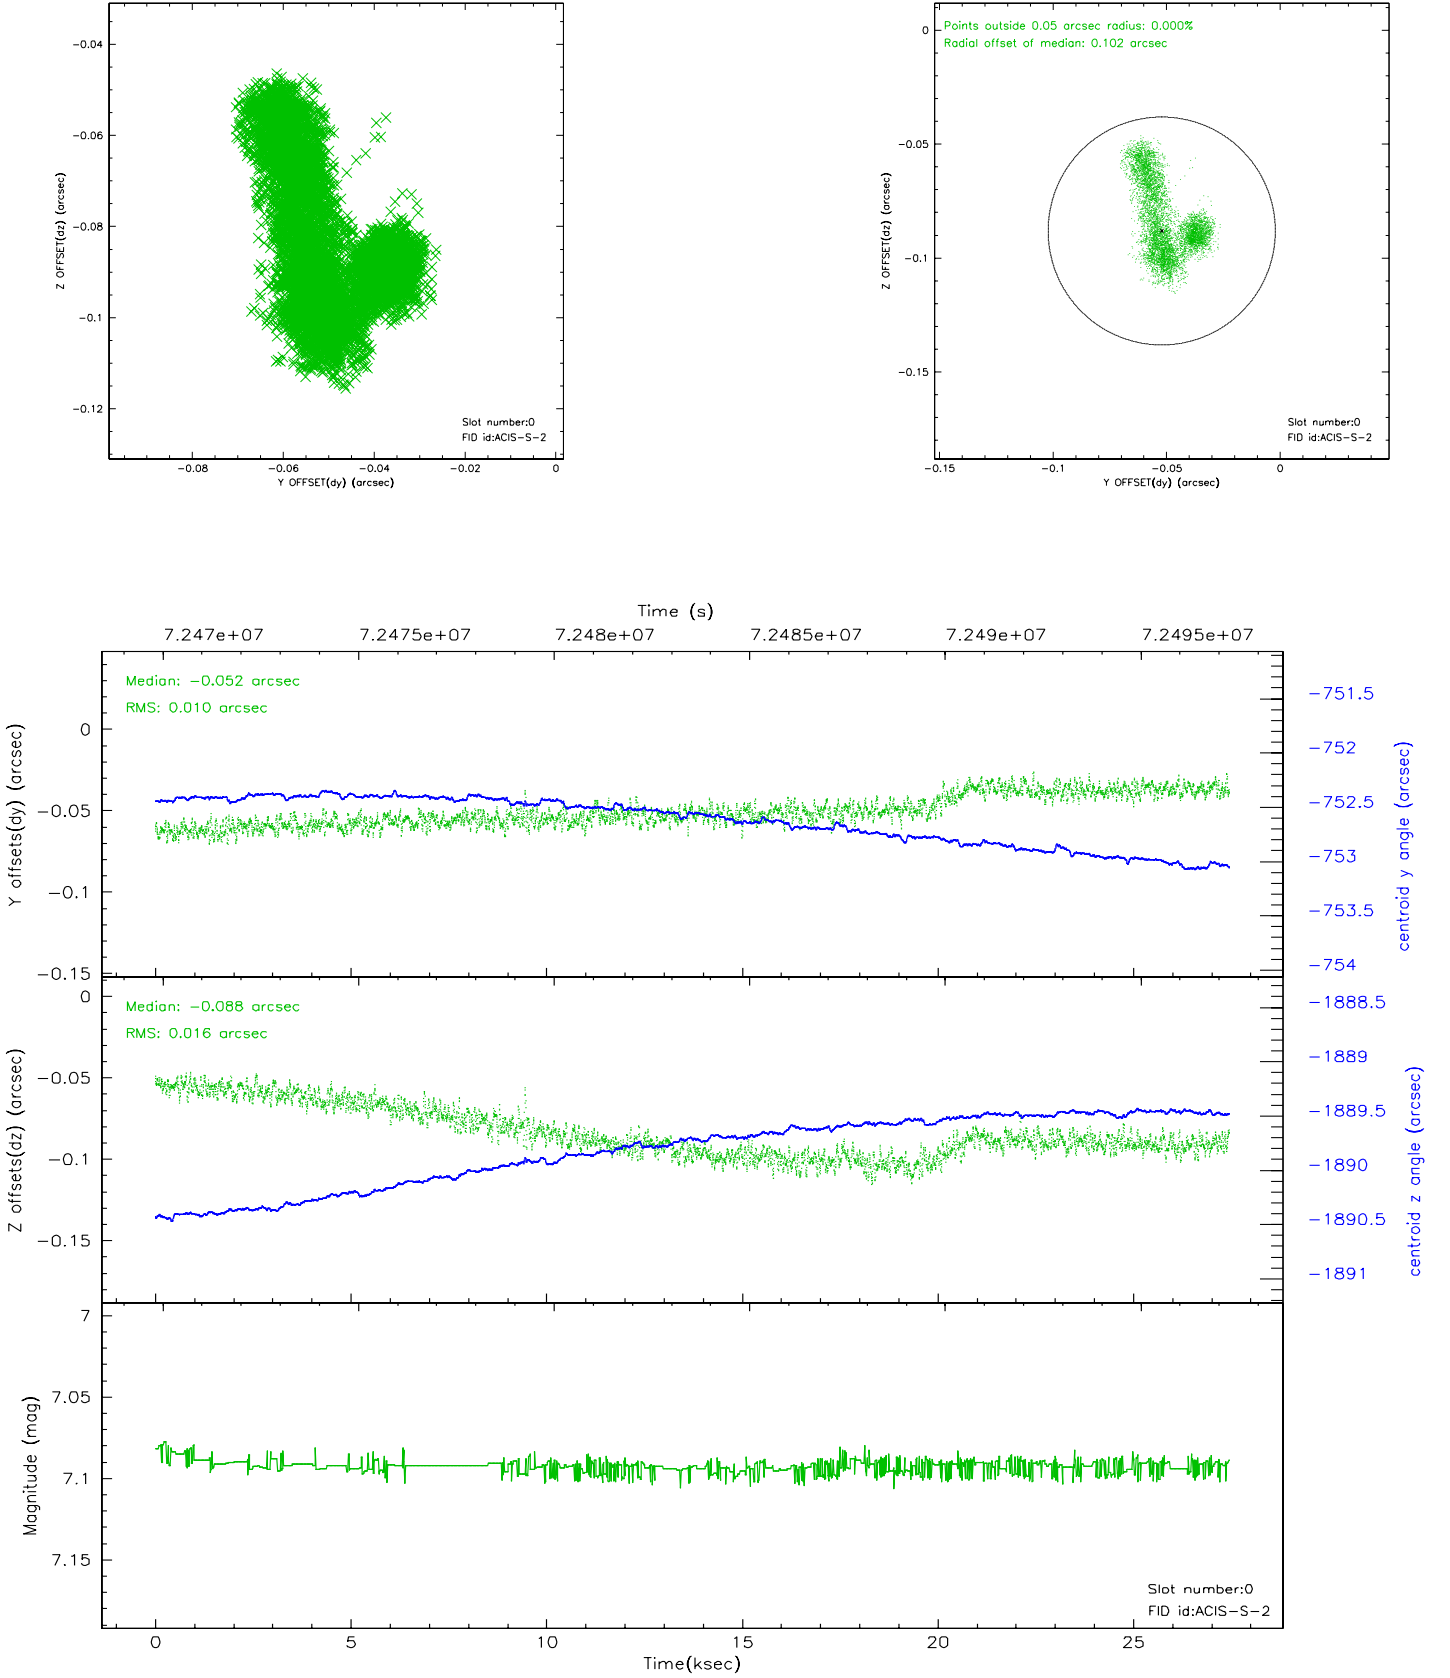 -0.04
-0.06
-0.08
-0.1
-0.12
Z OFFSET(dz) (arcsec)
Slot number:0
FID id:ACIS-S-2
-0.08 -0.06 -0.04 -0.02 0
Y OFFSET(dy) (arcsec)
Points outside 0.05 arcsec radius: 0.000%
Radial offset of median: 0.102 arcsec
0
-0.05
-0.1
-0.15
Z OFFSET(dz) (arcsec)
Slot number:0
FID id:ACIS-S-2
-0.15 -0.1 -0.05 0
Y OFFSET(dy) (arcsec)
Time (s)
7.247e+07 7.2475e+07 7.248e+07 7.2485e+07 7.249e+07 7.2495e+07
Median: -0.052 arcsec
RMS: 0.010 arcsec
0
-0.05
-0.1
-0.15
Y offsets(dy) (arcsec)
-751.5
-752
-752.5
-753
-753.5
-754
centroid y angle (arcsec)
Median: -0.088 arcsec
RMS: 0.016 arcsec
0
-0.05
-0.1
-0.15
Z offsets(dz) (arcsec)
-1888.5
-1889
-1889.5
-1890
-1890.5
-1891
centroid z angle (arcsec)
7
7.05
7.1
7.15
Magnitude (mag)
Slot number:0
FID id:ACIS-S-2
0 5 10 15 20 25
Time(ksec)